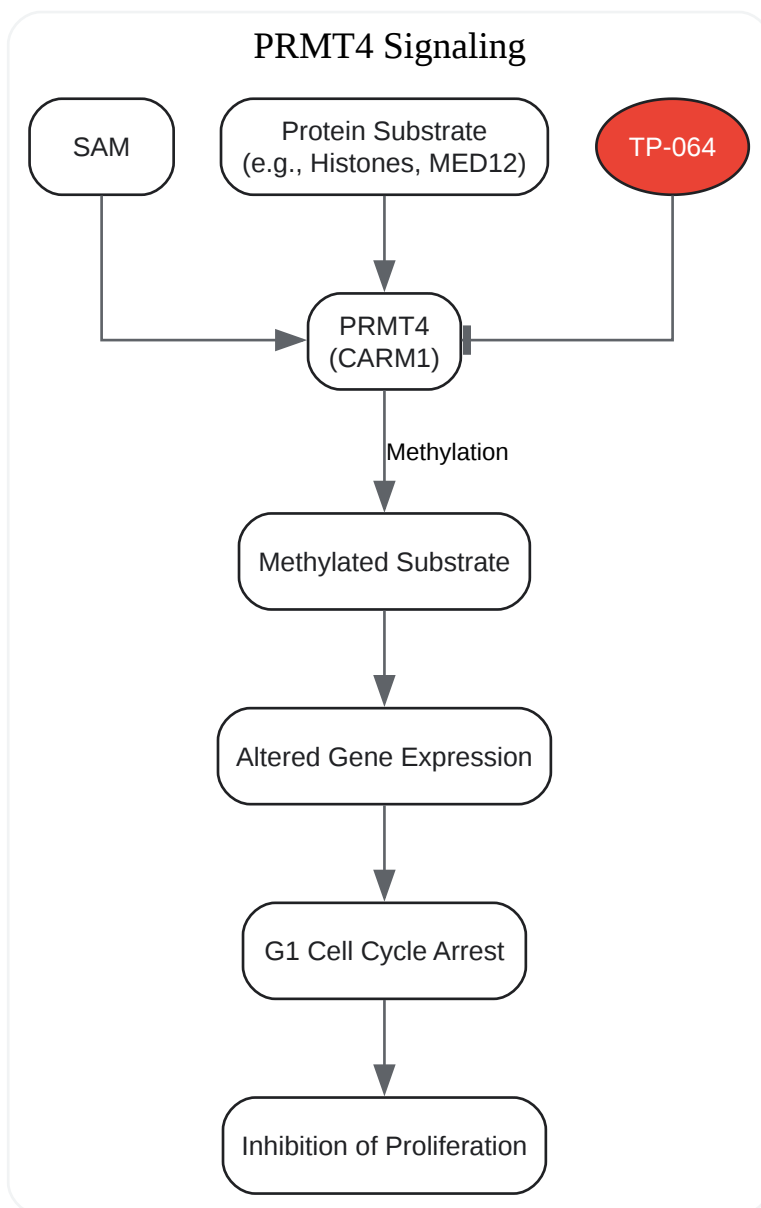 PRMT4 Signaling
SAM
Protein Substrate
(e.g., Histones, MED12)
TP-064
PRMT4
(CARM1)
Methylation
Methylated Substrate
Altered Gene Expression
G1 Cell Cycle Arrest
Inhibition of Proliferation